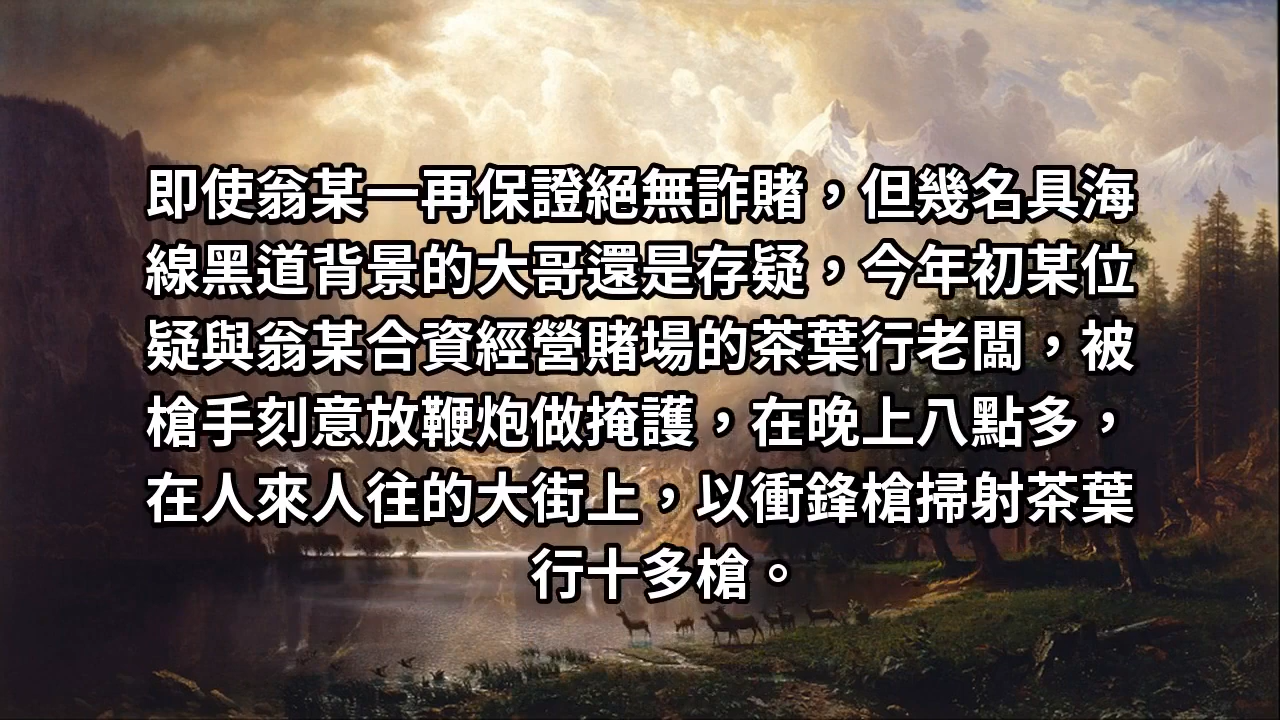 即使翁某一再保證絕無詐賭，但幾名具海
線黑道背景的大哥還是存疑，今年初某位
疑與翁某合資經營賭場的茶葉行老闆，被
槍手刻意放鞭炮做掩護，在晚上八點多，
在人來人往的大街上，以衝鋒槍掃射茶葉
行十多槍。